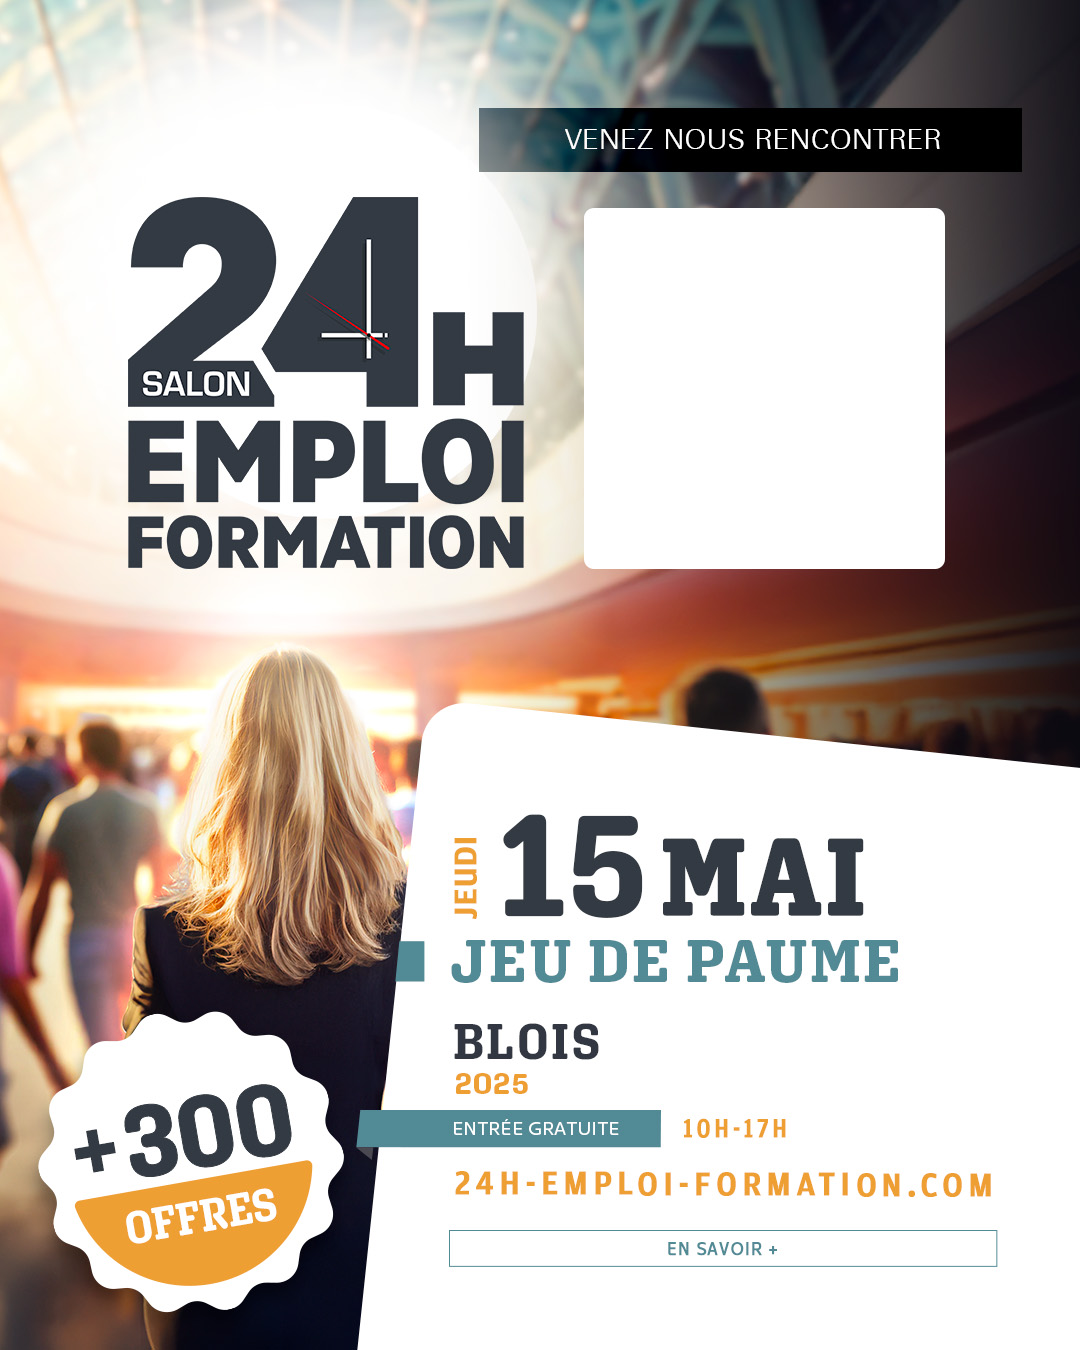 VENEZ NOUS RENCONTRER
24H
SALON
EMPLOI
FORMATION
JEUDI
15 MAI
JEU DE PAUME
BLOIS
2025
ENTRÉE GRATUITE
10H-17H
24H-EMPLOI-FORMATION.COM
EN SAVOIR +
+300
OFFRES